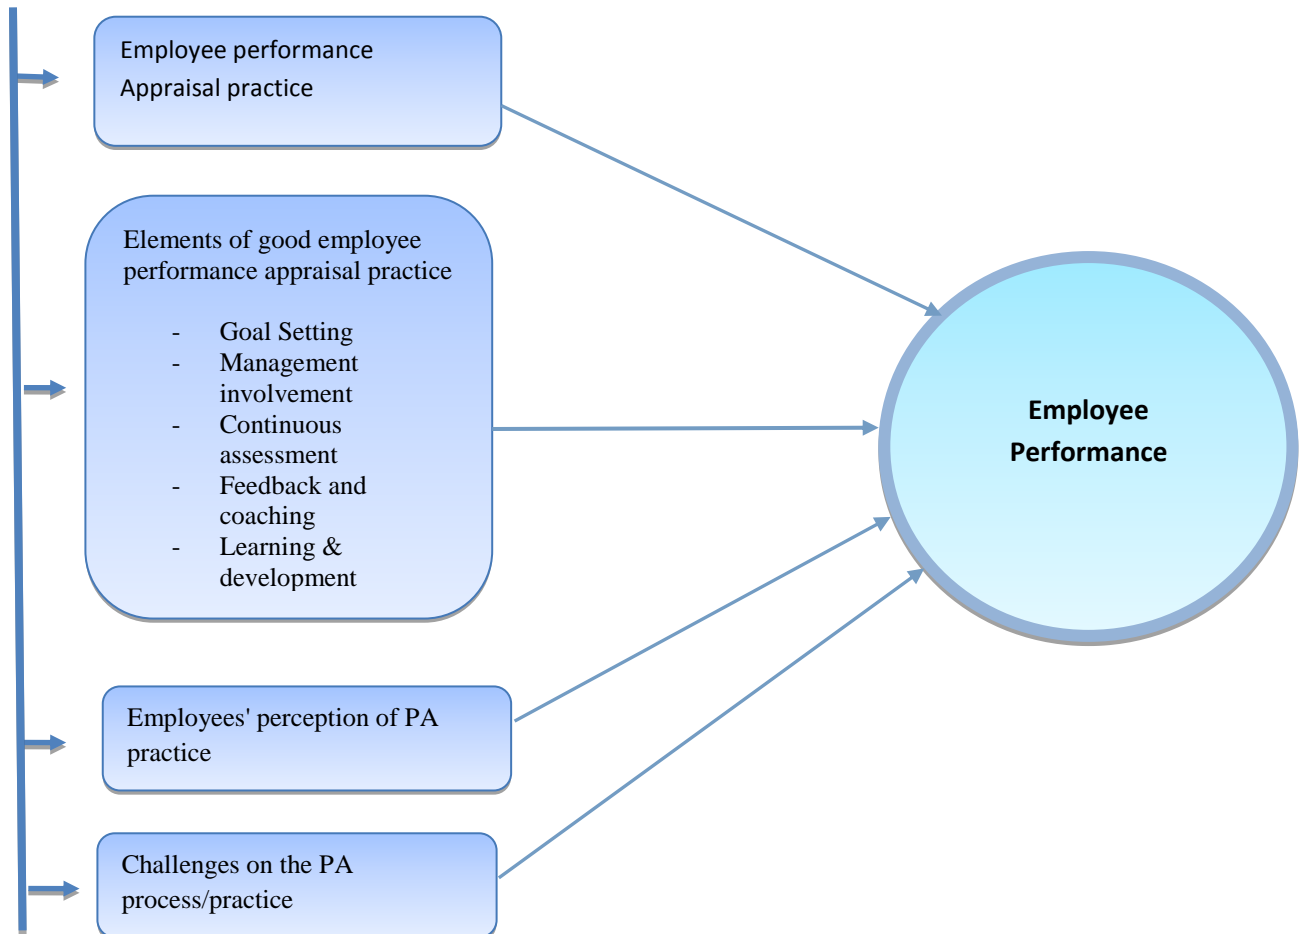 Employee performance
Appraisal practice
Elements of good employee
performance appraisal practice
- Goal Setting
- Management
involvement
- Continuous
assessment
- Feedback and
coaching
- Learning &
development
Employees' perception of PA
practice
Challenges on the PA
process/practice
Employee
Performance